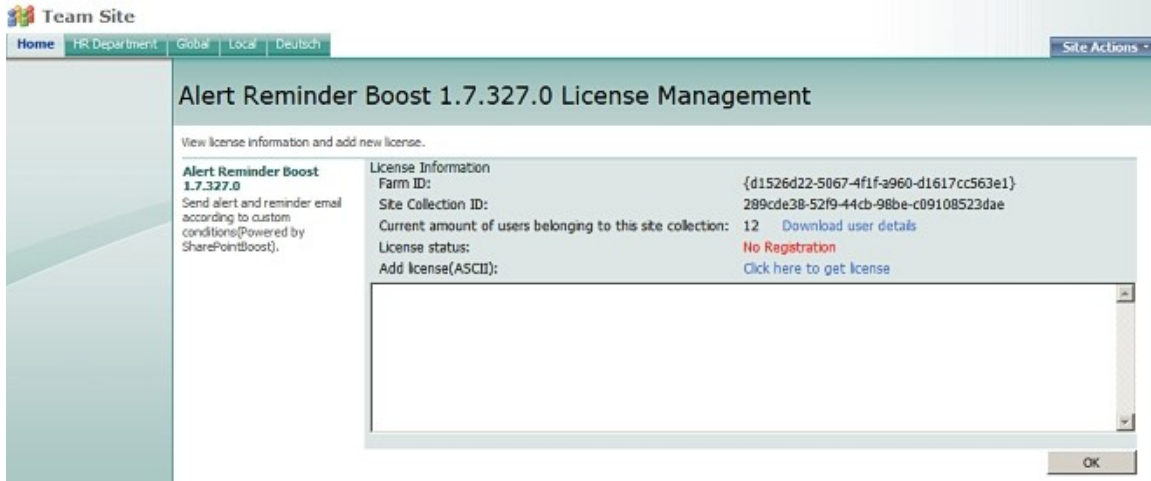 Team Site
Home HR Department Global Local Deutsch
Site Actions
Alert Reminder Boost 1.7.327.0 License Management
View license information and add new license.
Alert Reminder Boost
1.7.327.0
Send alert and reminder email
according to custom
conditions(Powered by
SharePointBoost).
License Information
Farm ID: {d1526d22-5067-4f1f-a960-d1617cc563e1}
Site Collection ID: 289cde38-52f9-44cb-98be-c09108523dae
Current amount of users belonging to this site collection: 12 Download user details
License status: No Registration
Add license(ASCII): Click here to get license
OK